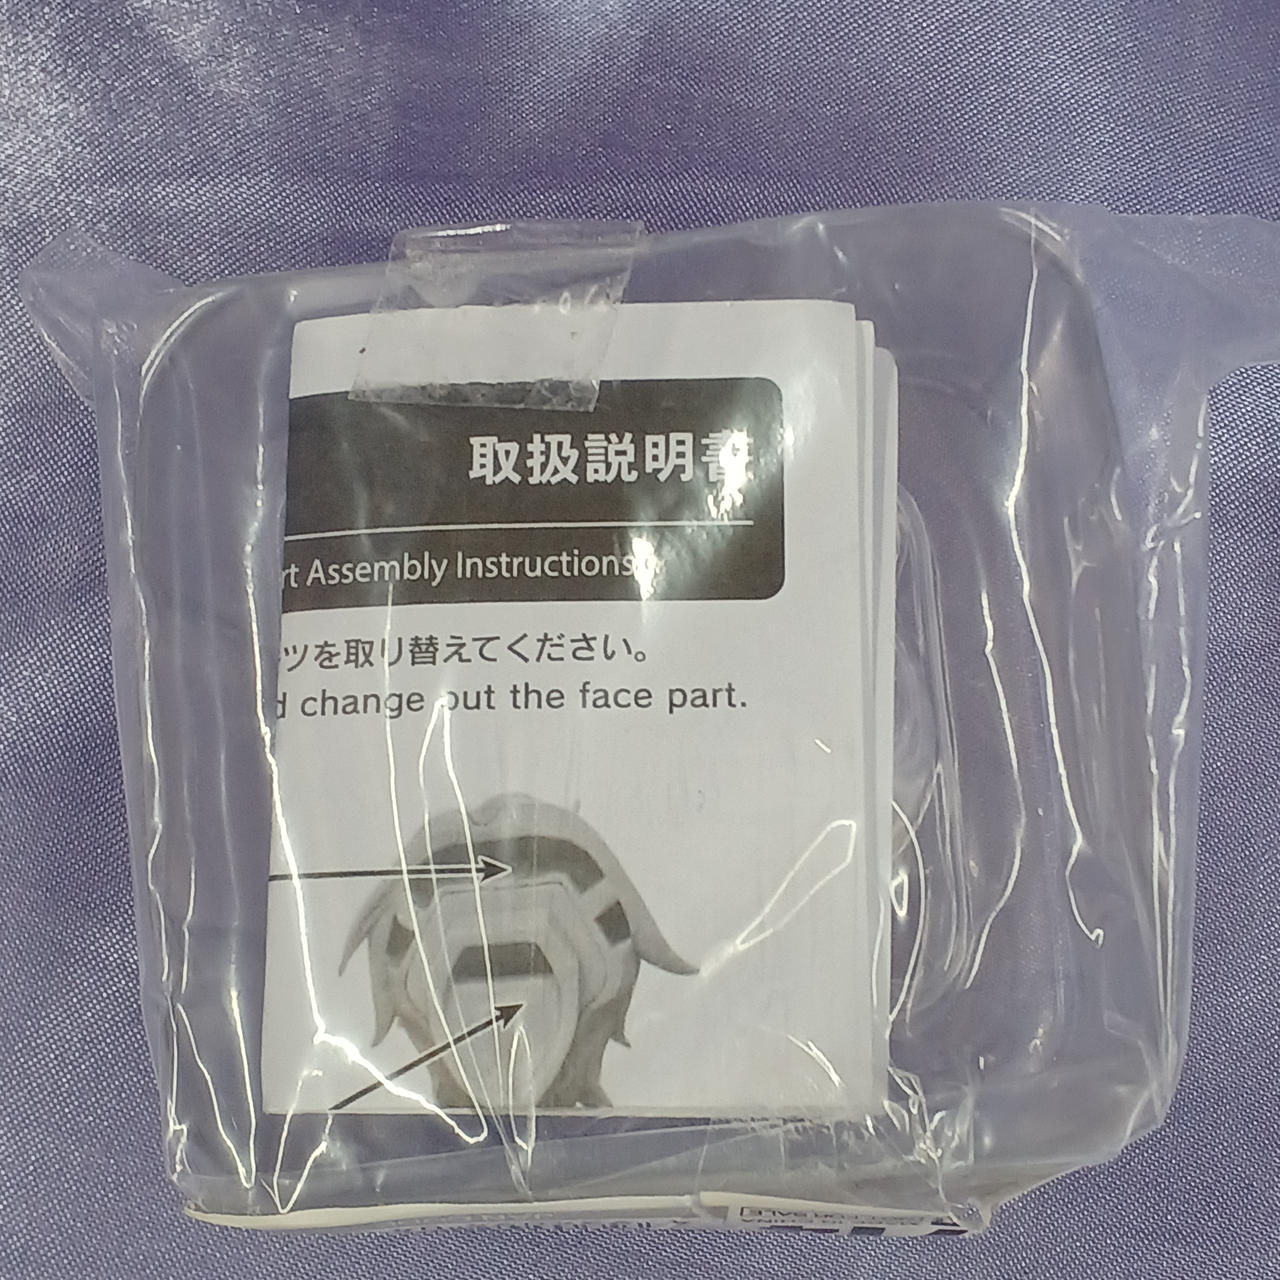 取扱説明書
rt Assembly Instructions
ツを取り替えてください。
d change out the face part.